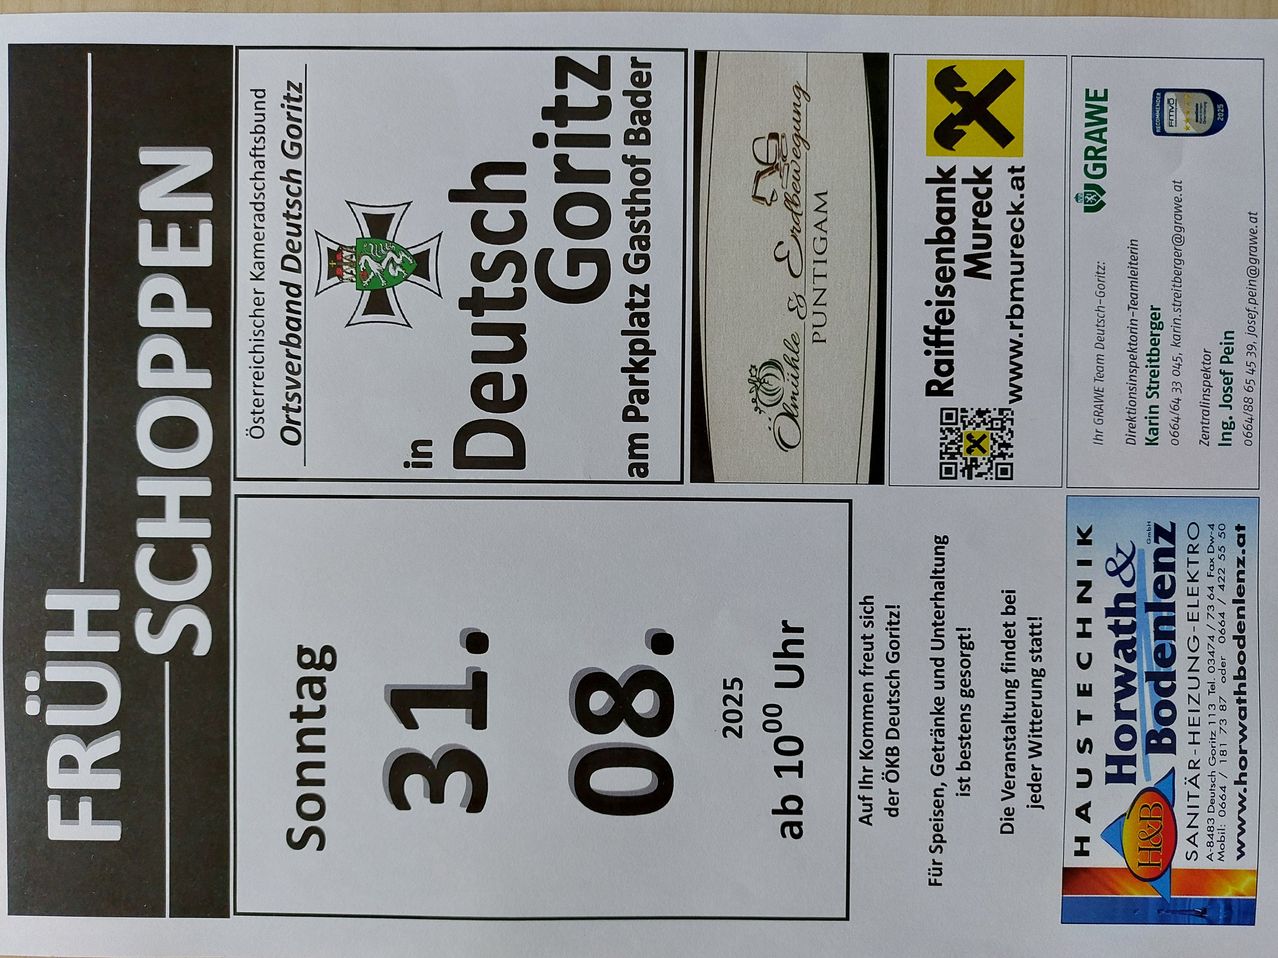 FRÜH
SCHOPPEN
Sonntag
31.
08.
2025
ab 10⁰⁰ Uhr
Österreichischer Kameradschaftsbund
Ortsverband Deutsch Goritz
in
Deutsch
Goritz
am Parkplatz Gasthof Bader
Auf Ihr Kommen freut sich
der ÖKB Deutsch Goritz!
Für Speisen, Getränke und Unterhaltung
ist bestens gesorgt!
Die Veranstaltung findet bei
jeder Witterung statt!
Ölmühle & Erdbewegung
PUNTIGAM
Raiffeisenbank
Mureck
www.rbmureck.at
HAUSTECHNIK
H&B
Horwath&
Bodenlenz GmbH
SANITÄR-HEIZUNG-ELEKTRO
A-8483 Deutsch Goritz 113 Tel. 03474/73 64 Fax Dw-4
Mobil: 0664 / 181 73 87 oder 0664 / 422 55 50
www.horwathbodenlenz.at
GRAWE
RECOMMENDER
FMVÖ
2025
Ihr GRAWE Team Deutsch-Goritz:
Direktionsinspektorin-Teamleiterin
Karin Streitberger
0664/64 33 045, karin.streitberger@grawe.at
Zentralinspektor
Ing. Josef Pein
0664/88 65 45 39, josef.pein@grawe.at